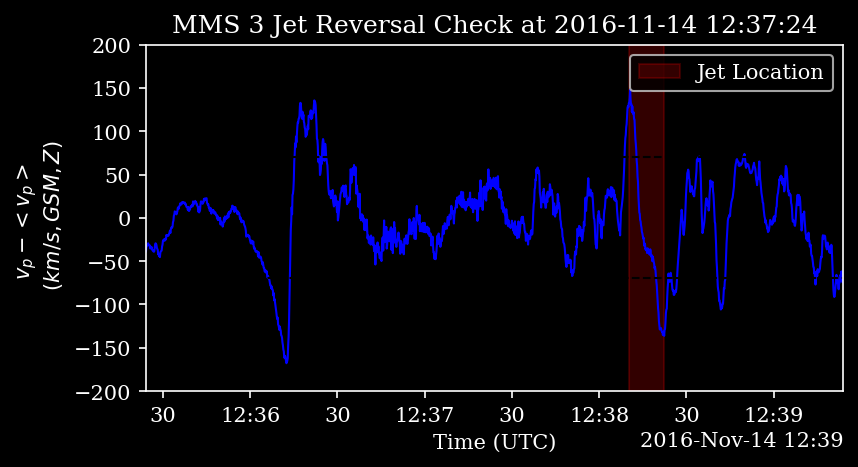 MMS 3 Jet Reversal Check at 2016-11-14 12:37:24
Jet Location
200
150
100
50
0
−50
−100
−150
−200
v_p − <v_p>
(km/s, GSM, Z)
30 12:36 30 12:37 30 12:38 30 12:39
Time (UTC)
2016-Nov-14 12:39